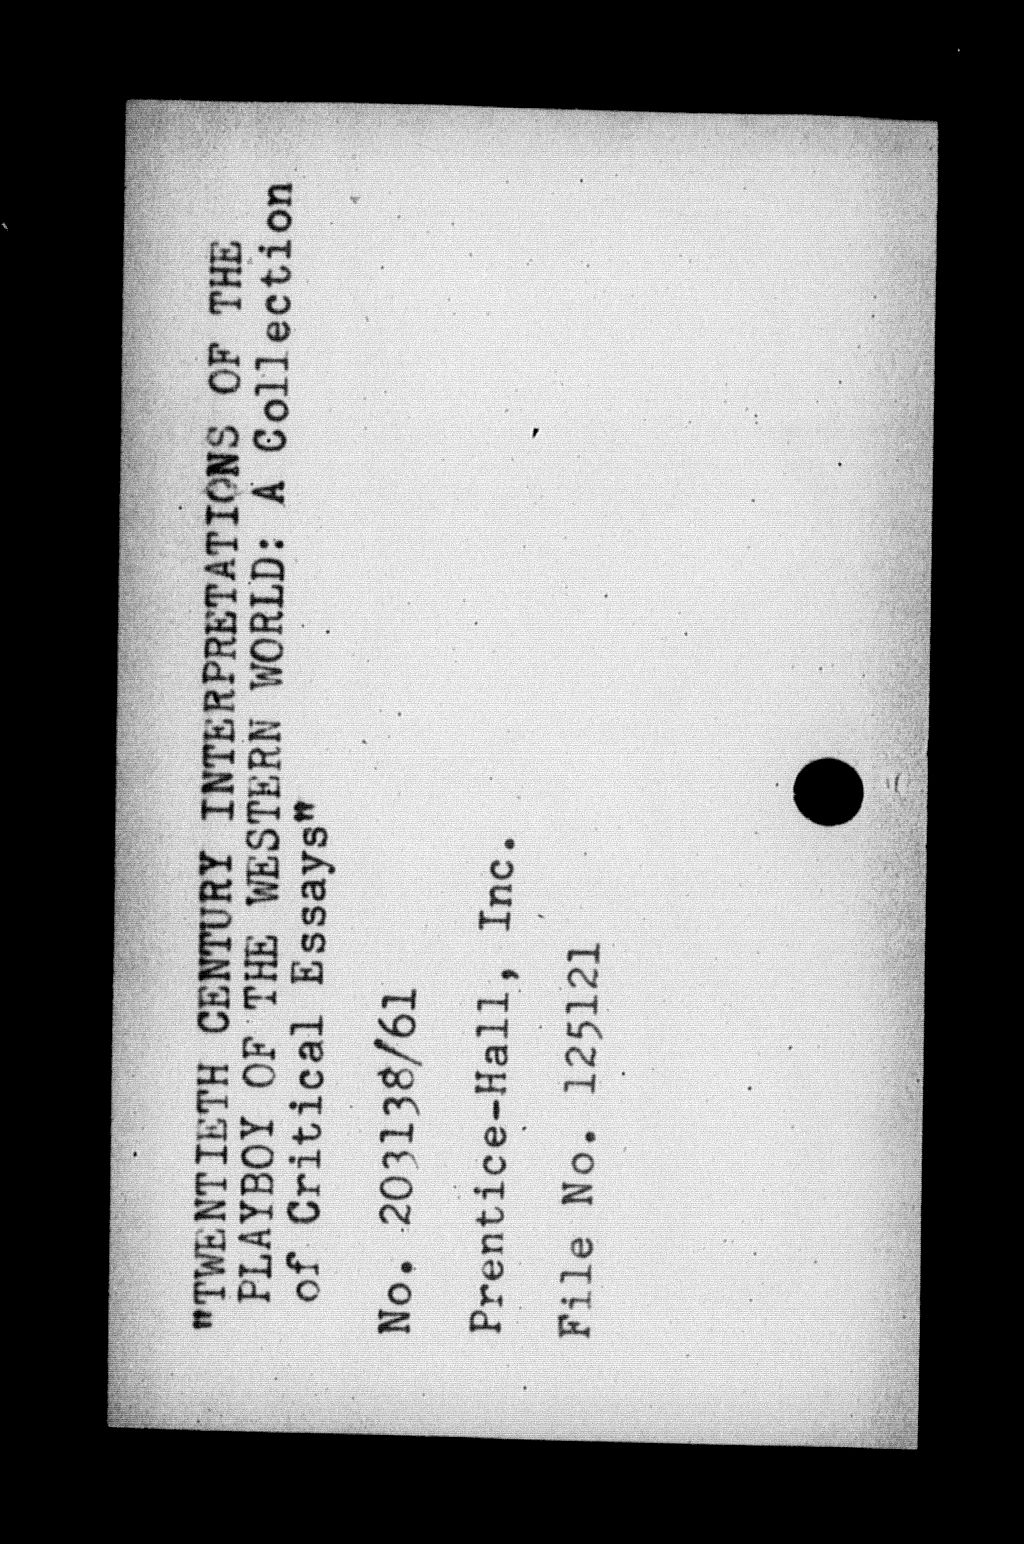 "TWENTIETH CENTURY INTERPRETATIONS OF THE
PLAYBOY OF THE WESTERN WORLD: A Collection
of Critical Essays"
No. 203138/61
Prentice-Hall, Inc.
File No. 125121